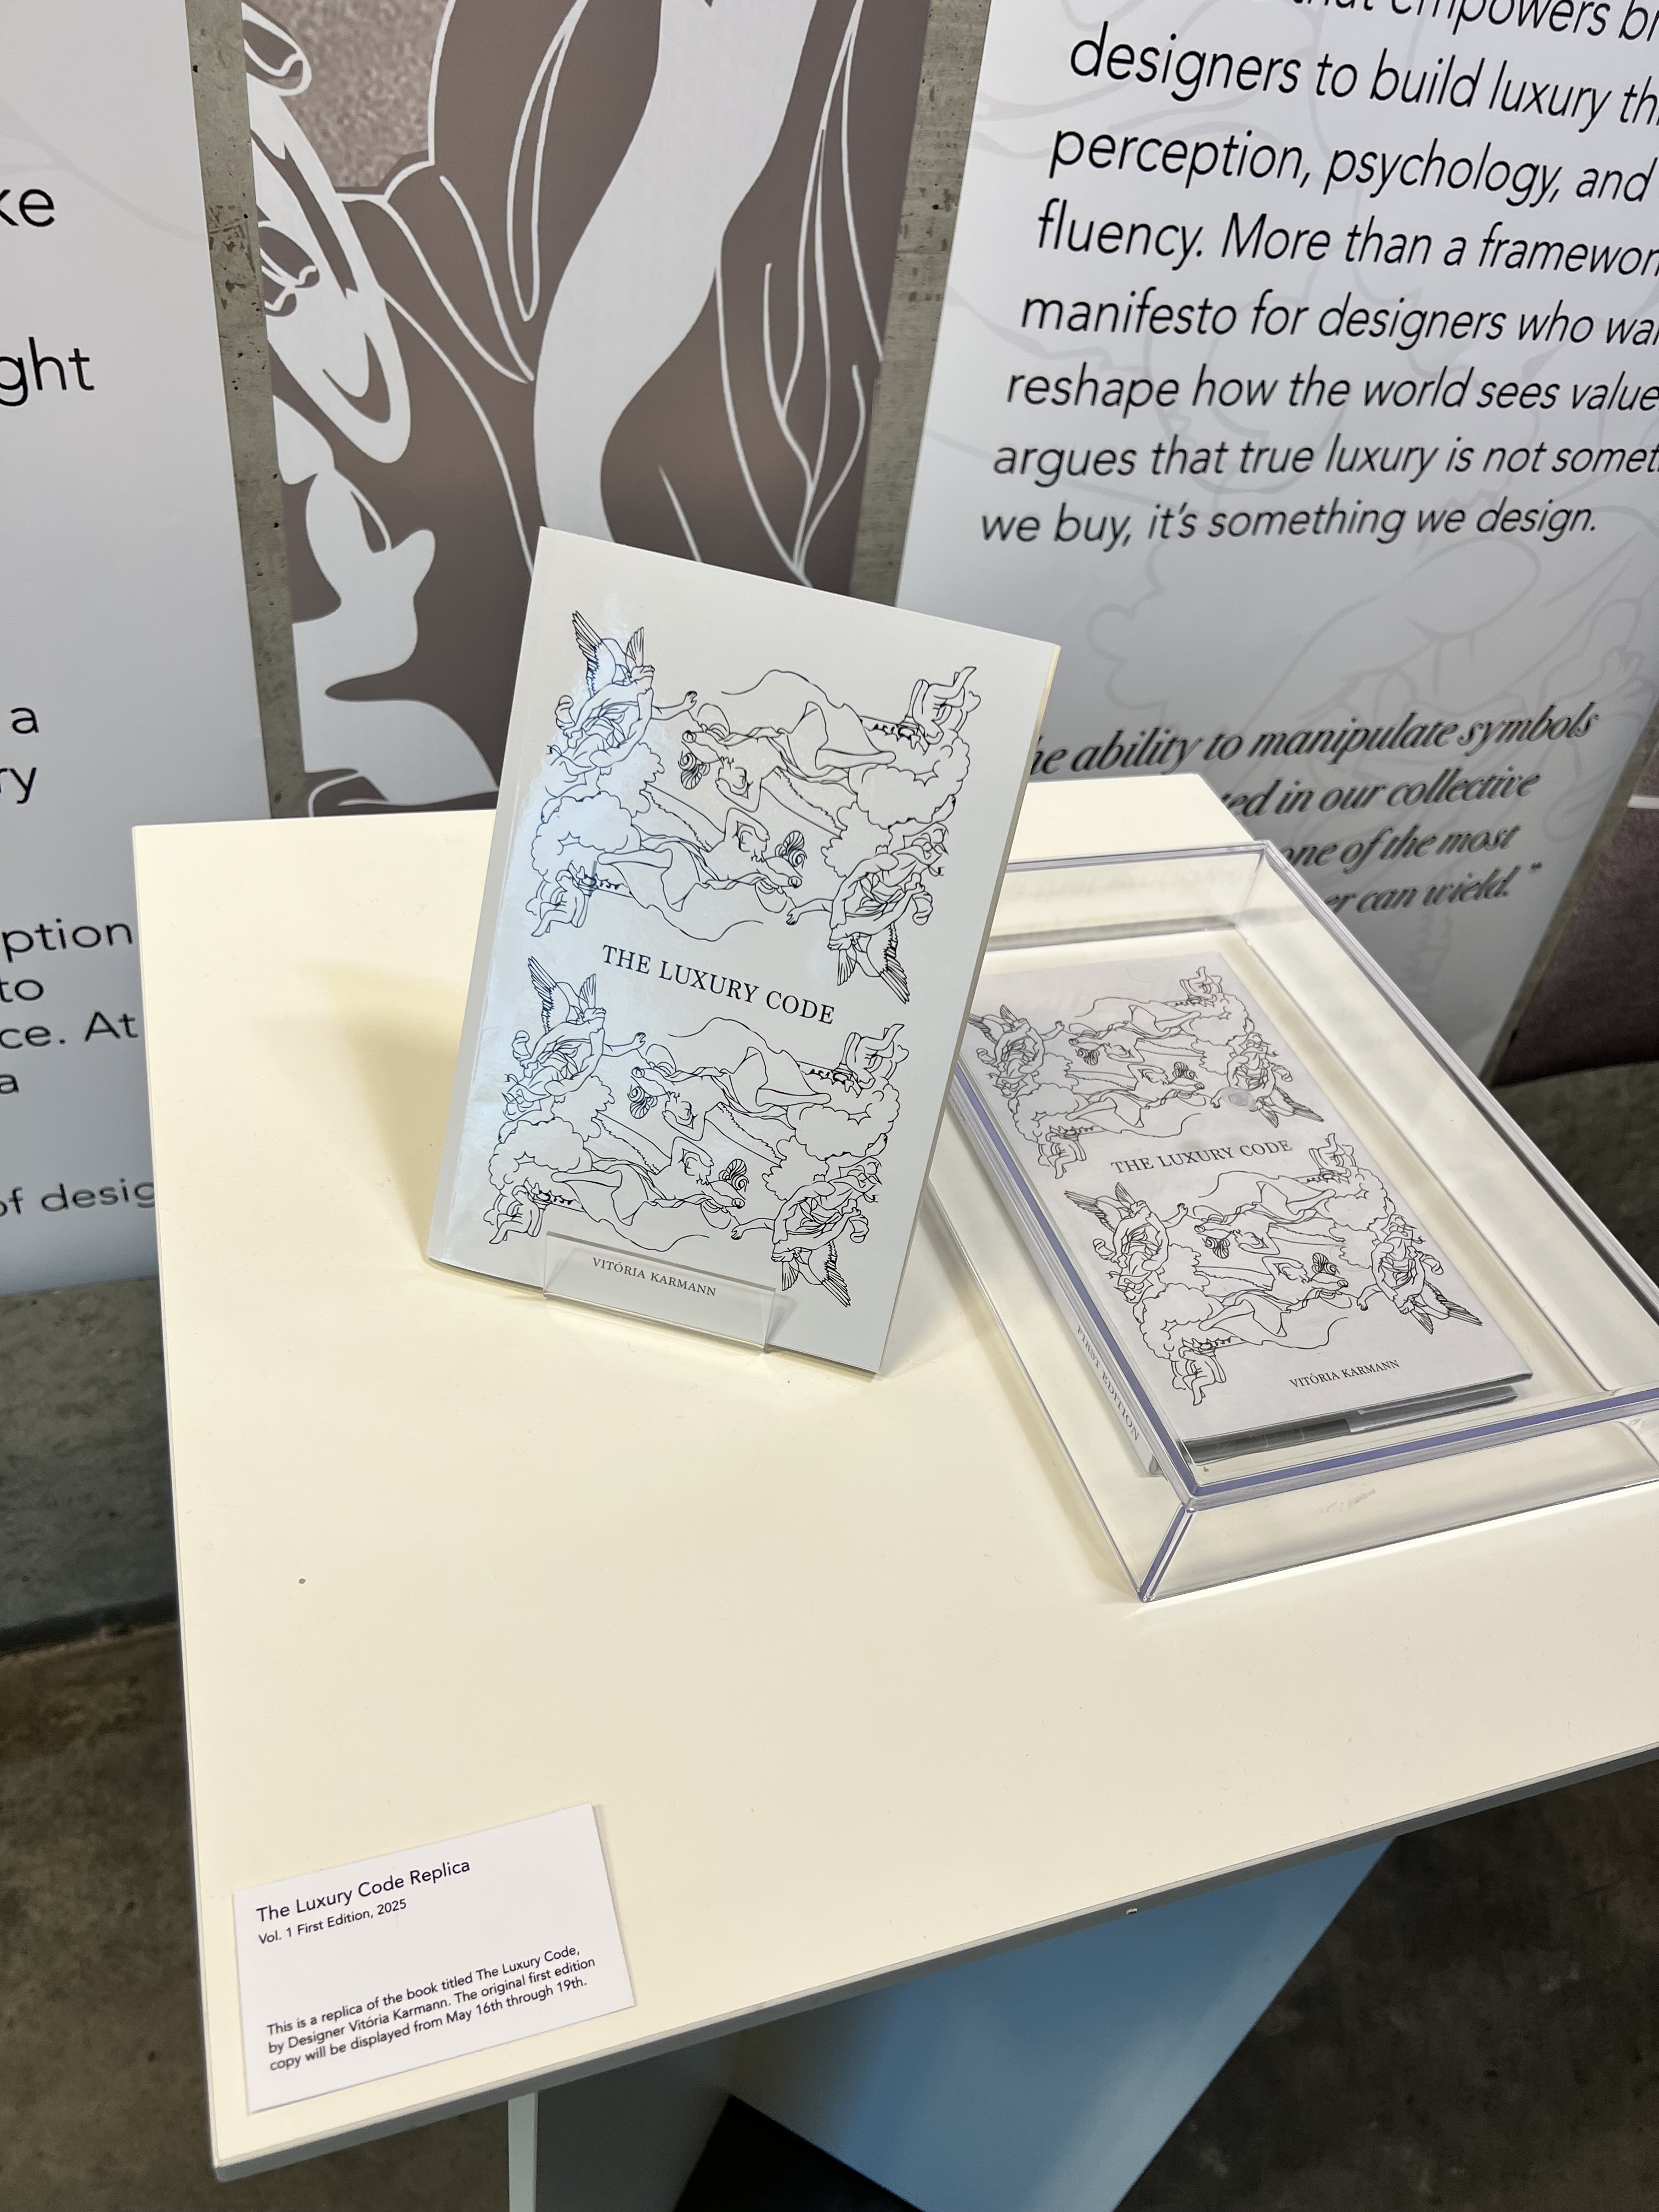 ke
ght
a
ry
ption
to
ce. At
a
of desig
that empowers br
designers to build luxury th
perception, psychology, and
fluency. More than a framewor
manifesto for designers who wa
reshape how the world sees value
argues that true luxury is not somet
we buy, it's something we design.
he ability to manipulate symbols
ted in our collective
one of the most
er can wield."
THE LUXURY CODE
VITÓRIA KARMANN
THE LUXURY CODE
VITÓRIA KARMANN
FIRST EDITION
The Luxury Code Replica
Vol. 1 First Edition, 2025
This is a replica of the book titled The Luxury Code,
by Designer Vitória Karmann. The original first edition
copy will be displayed from May 16th through 19th.